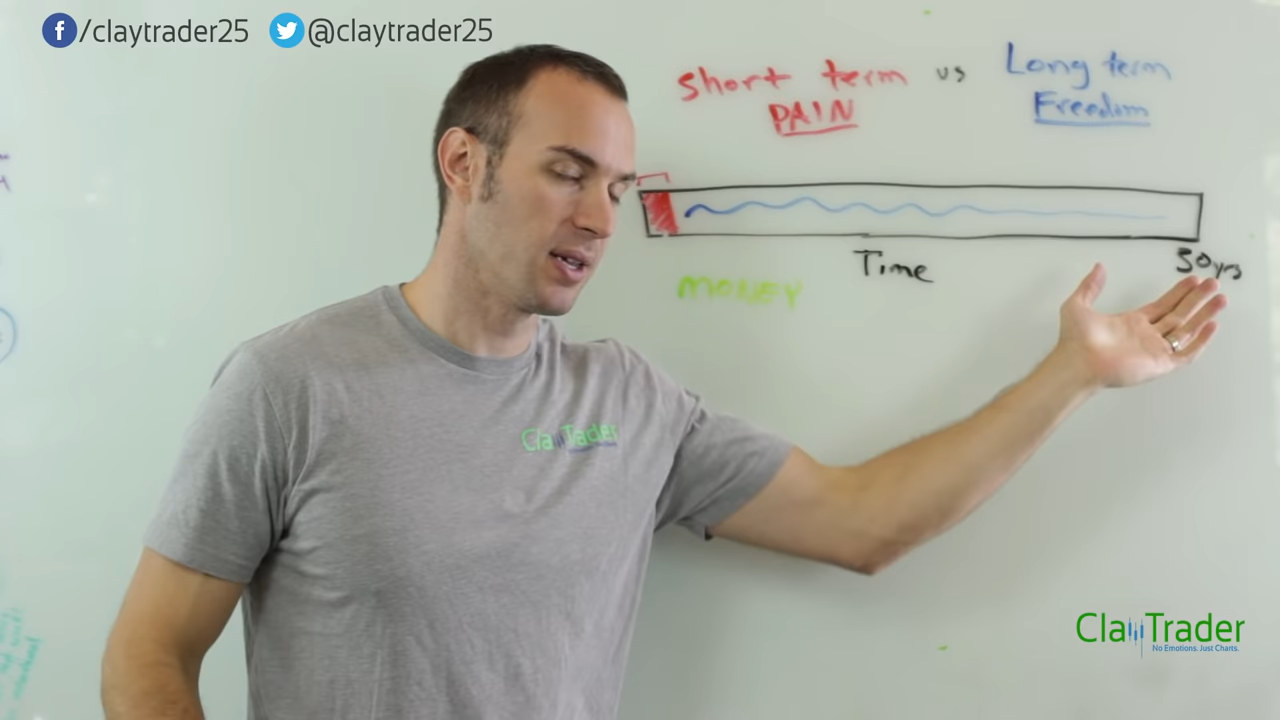 /claytrader25 @claytrader25
short term vs Long term
PAIN Freedom
Time
50yrs
MONEY
ClayTrader
ClayTrader
No Emotions. Just Charts.